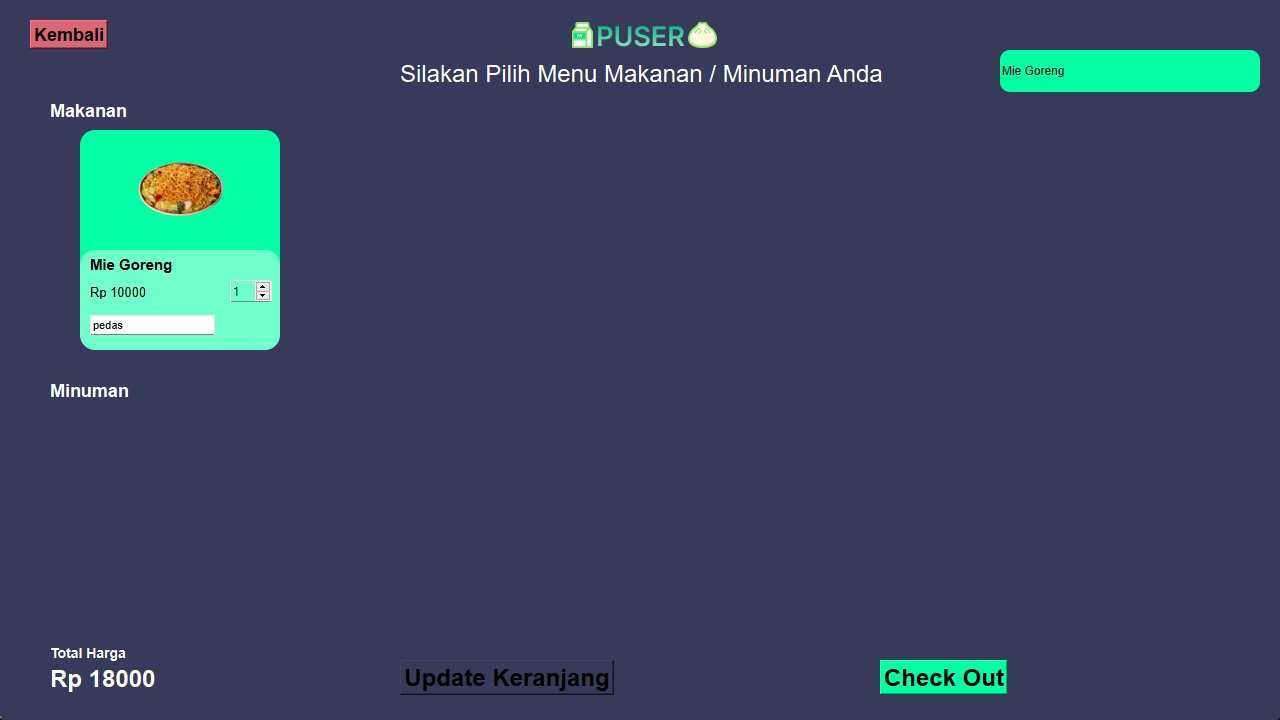 Kembali
PUSER
Silakan Pilih Menu Makanan / Minuman Anda
Mie Goreng
Makanan
Mie Goreng
Rp 10000
1
pedas
Minuman
Total Harga
Rp 18000
Update Keranjang
Check Out